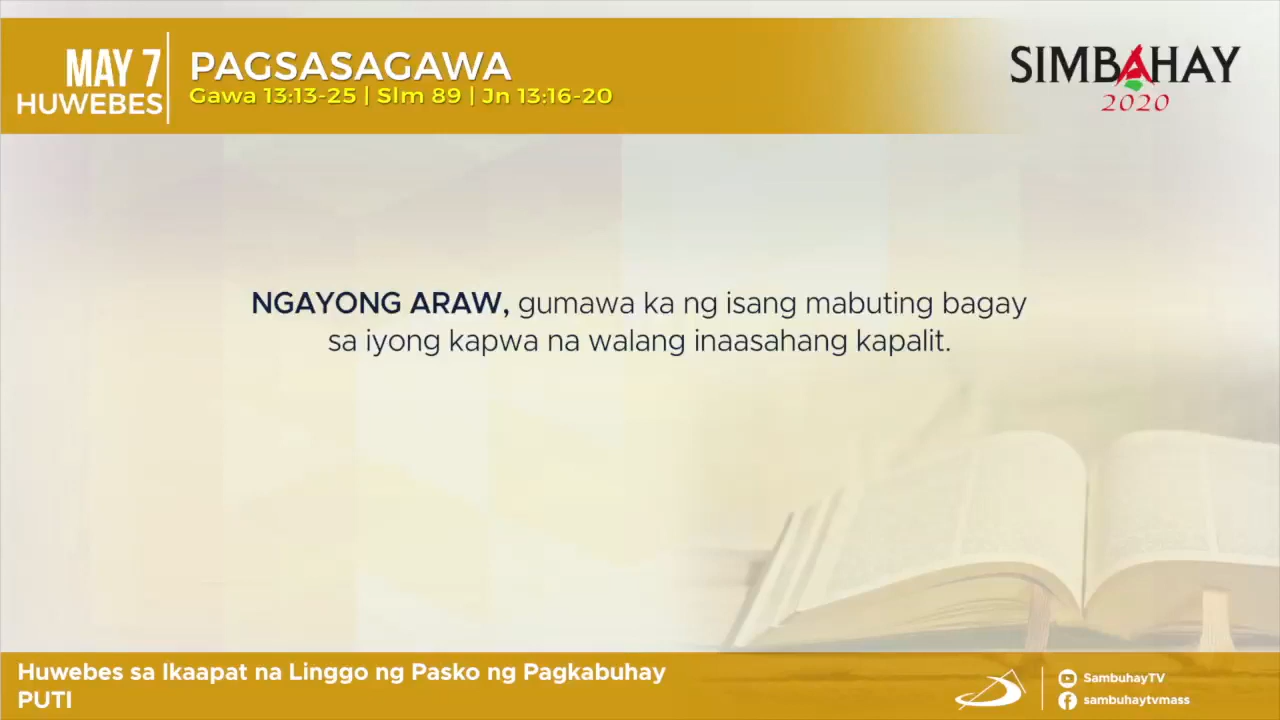 MAY 7
HUWEBES
PAGSASAGAWA
Gawa 13:13-25 | Slm 89 | Jn 13:16-20
SIMBAHAY
2020
NGAYONG ARAW, gumawa ka ng isang mabuting bagay
sa iyong kapwa na walang inaasahang kapalit.
Huwebes sa Ikaapat na Linggo ng Pasko ng Pagkabuhay
PUTI
SambuhayTV
sambuhaytvmass